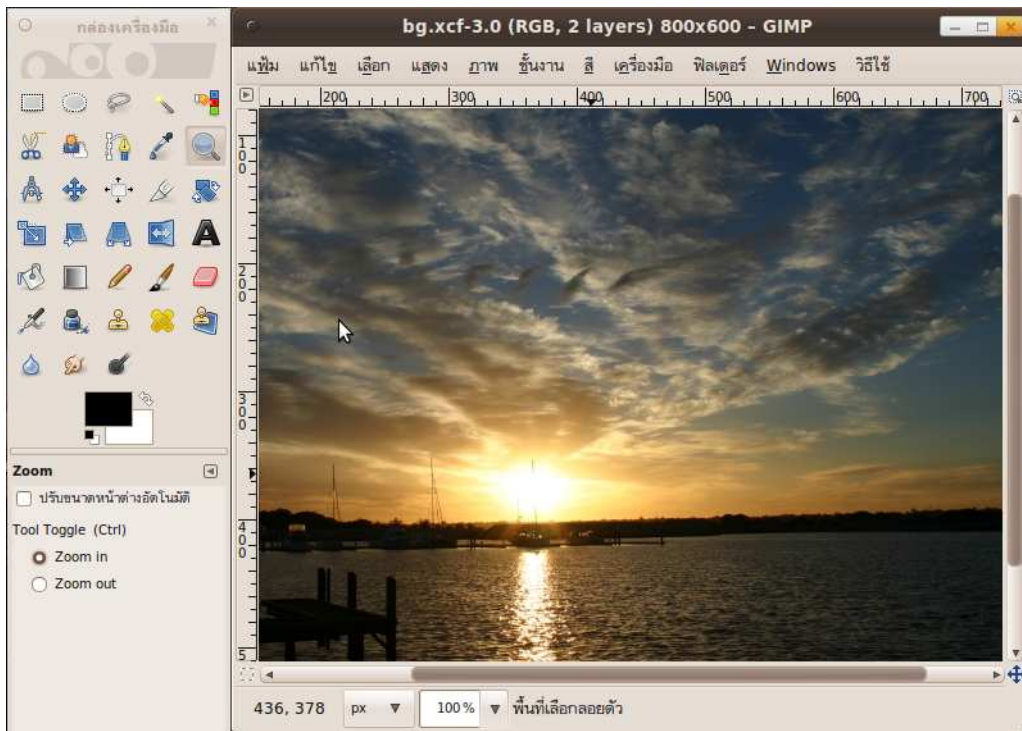 กล่องเครื่องมือ
bg.xcf-3.0 (RGB, 2 layers) 800x600 – GIMP
แฟ้ม แก้ไข เลือก แสดง ภาพ ชั้นงาน สี เครื่องมือ ฟิลเตอร์ Windows วิธีใช้
200 300 400 500 600 700
100
200
300
400
5
Zoom
ปรับขนาดหน้าต่างอัตโนมัติ
Tool Toggle (Ctrl)
Zoom in
Zoom out
436, 378 px 100 % พื้นที่เลือกลอยตัว